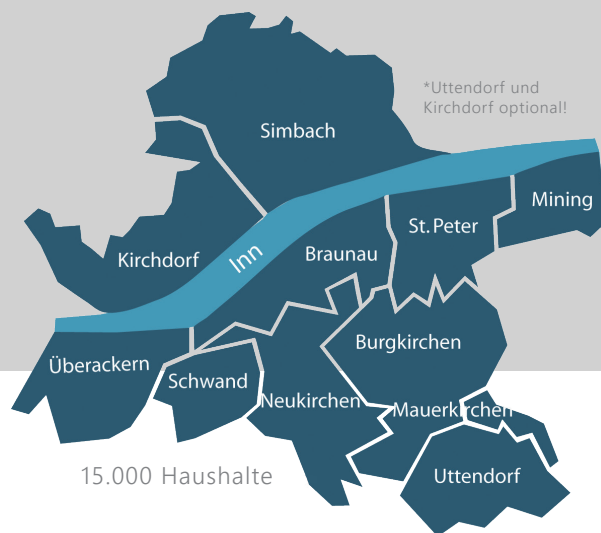 *Uttendorf und
Kirchdorf optional!
Simbach
Mining
St. Peter
Braunau
Kirchdorf
Inn
Burgkirchen
Überackern
Schwand
Neukirchen
Mauerkirchen
Uttendorf
15.000 Haushalte